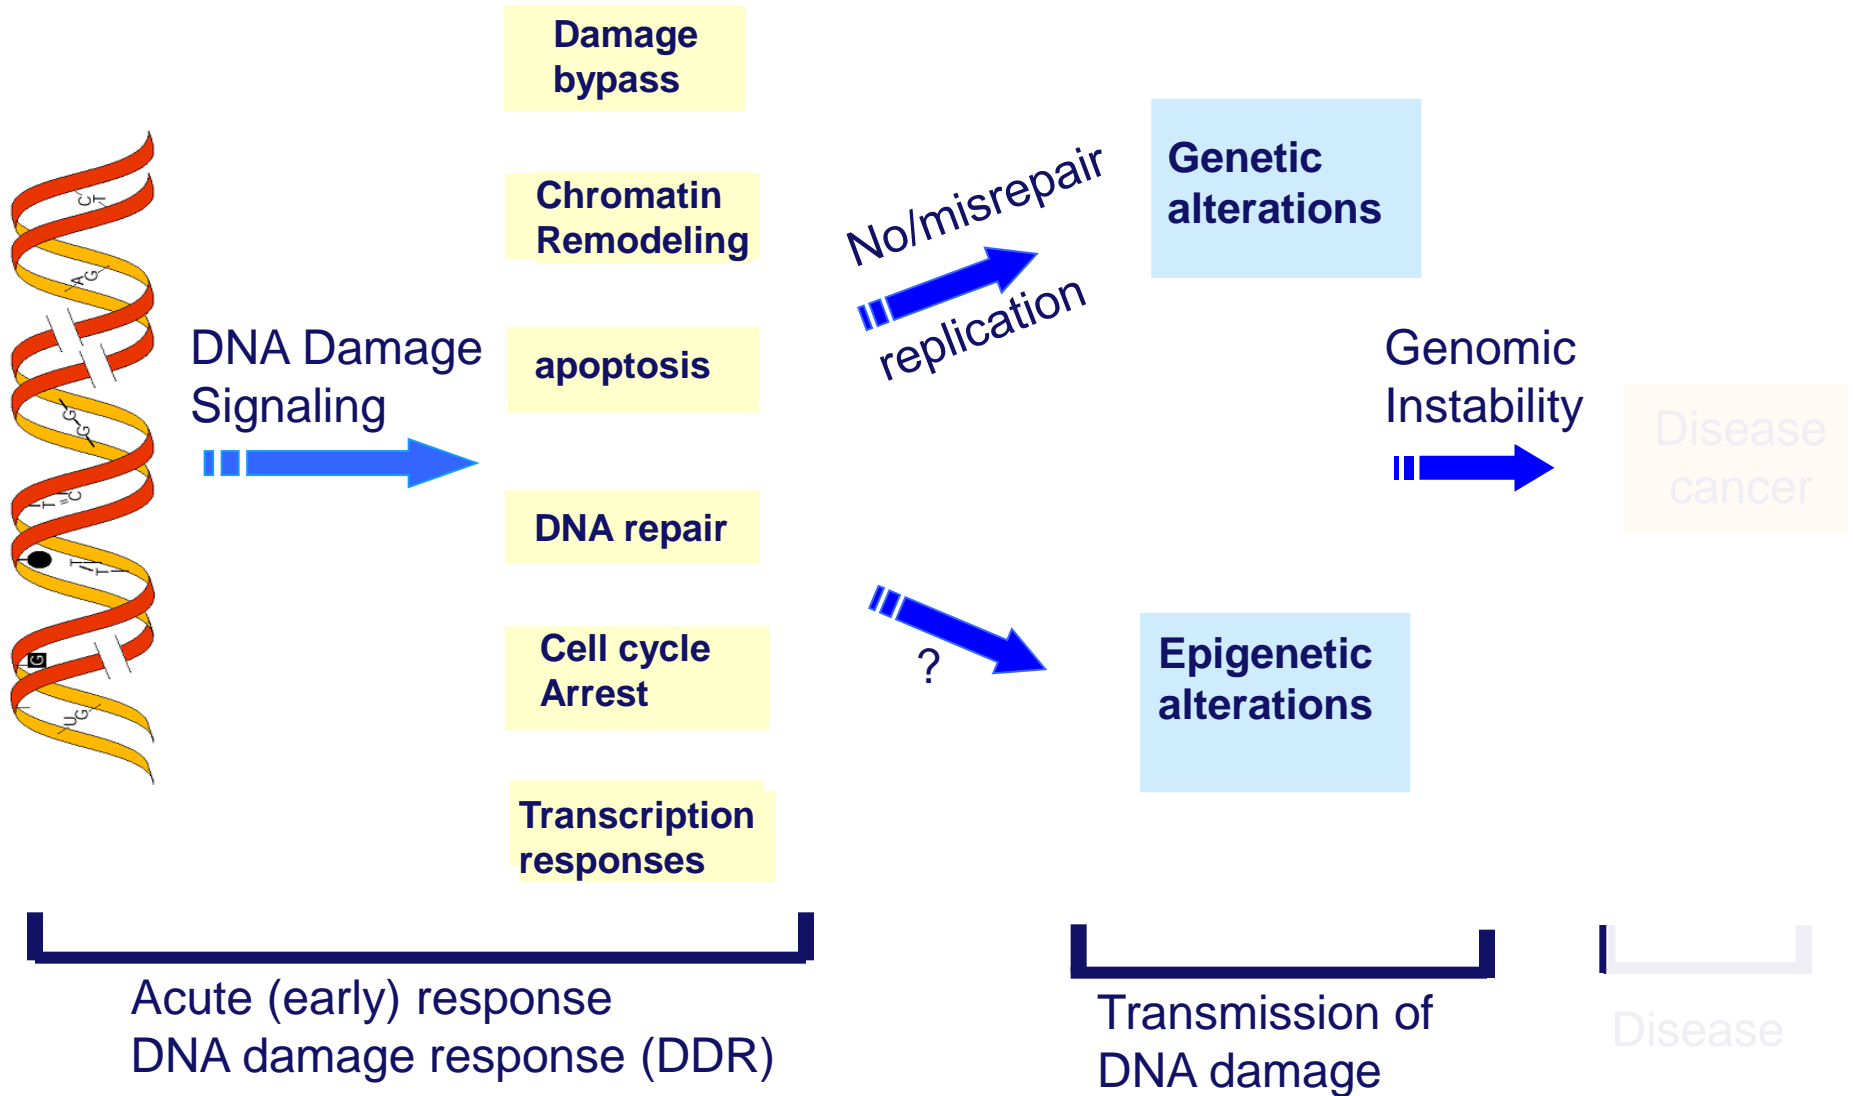 Damage
bypass
Chromatin
Remodeling
apoptosis
DNA repair
Cell cycle
Arrest
Transcription
responses
DNA Damage
Signaling
No/misrepair
replication
?
Genetic
alterations
Epigenetic
alterations
Genomic
Instability
Disease
cancer
Acute (early) response
DNA damage response (DDR)
Transmission of
DNA damage
Disease
C
T
A
G
G
G
T
C
T
T
G
U
G